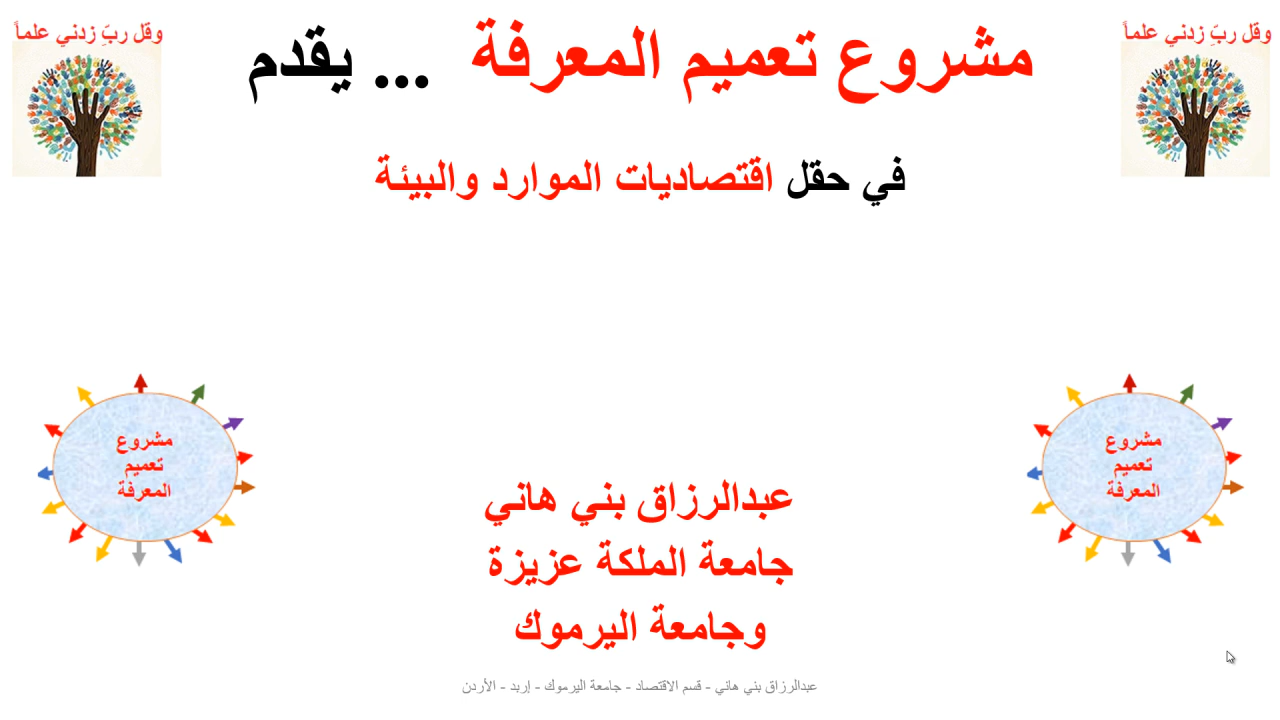 وقل ربِّ زدني علماً
مشروع تعميم المعرفة ... يقدم
وقل ربِّ زدني علماً
في حقل اقتصاديات الموارد والبيئة
مشروع
تعميم
المعرفة
مشروع
تعميم
المعرفة
عبدالرزاق بني هاني
جامعة الملكة عزيزة
وجامعة اليرموك
عبدالرزاق بني هاني - قسم الاقتصاد - جامعة اليرموك - إربد - الأردن